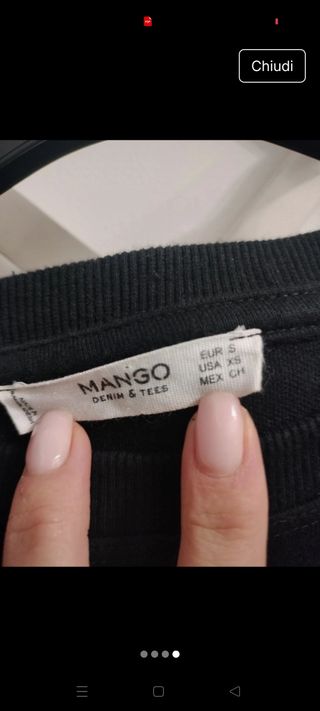 Chiudi
MANGO
DENIM & TEES
EUR S
USA XS
MEX CH